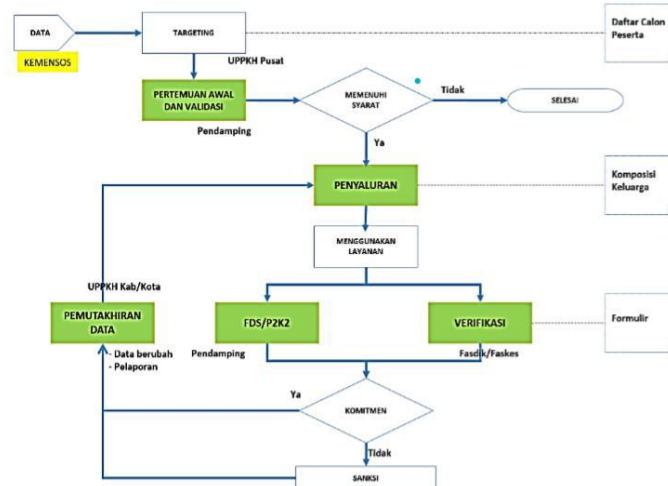 DATA
TARGETING
Daftar Calon
Peserta
KEMENSOS
UPPKH Pusat
PERTEMUAN AWAL
DAN VALIDASI
MEMENUHI
SYARAT
Tidak
SELESAI
Pendamping
Ya
PENYALURAN
Komposisi
Keluarga
MENGGUNAKAN
LAYANAN
UPPKH Kab/Kota
PEMUTAKHIRAN
DATA
FDS/P2K2
VERIFIKASI
Formulir
- Data berubah
- Pelaporan
Pendamping
Fasdik/Faskes
Ya
KOMITMEN
Tidak
SANKSI